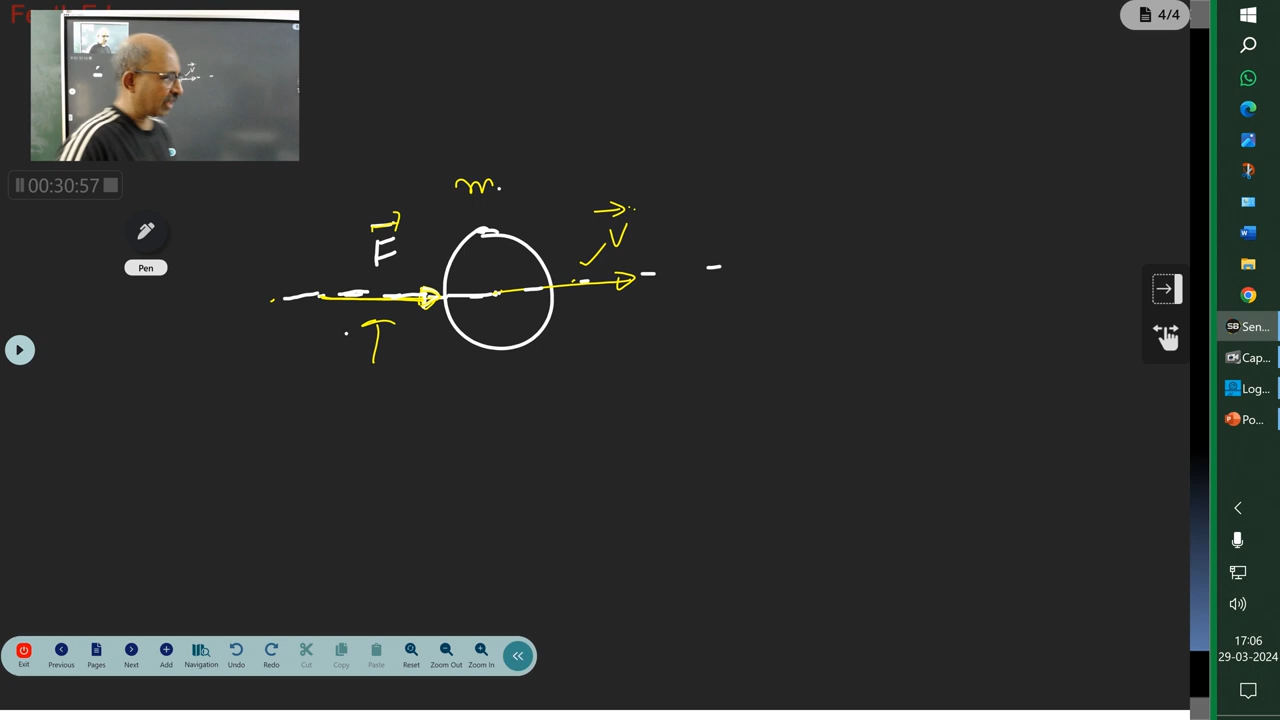 4/4
00:30:57
m
F
V
T
Pen
Sen...
Cap...
Log...
Po...
Exit
Previous
Pages
Next
Add
Navigation
Undo
Redo
Cut
Copy
Paste
Reset
Zoom Out
Zoom In
17:06
29-03-2024